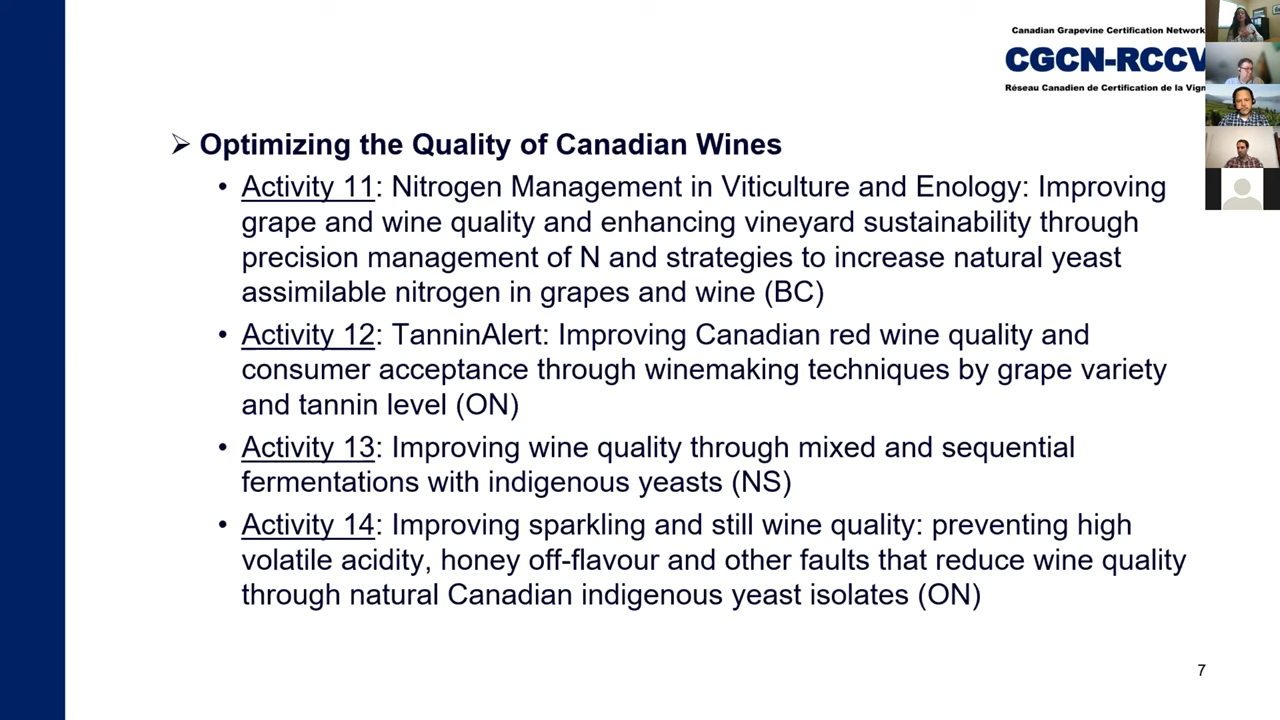 Canadian Grapevine Certification Network
CGCN-RCCV
Réseau Canadien de Certification de la Vign
➢ Optimizing the Quality of Canadian Wines
• Activity 11: Nitrogen Management in Viticulture and Enology: Improving
grape and wine quality and enhancing vineyard sustainability through
precision management of N and strategies to increase natural yeast
assimilable nitrogen in grapes and wine (BC)
• Activity 12: TanninAlert: Improving Canadian red wine quality and
consumer acceptance through winemaking techniques by grape variety
and tannin level (ON)
• Activity 13: Improving wine quality through mixed and sequential
fermentations with indigenous yeasts (NS)
• Activity 14: Improving sparkling and still wine quality: preventing high
volatile acidity, honey off-flavour and other faults that reduce wine quality
through natural Canadian indigenous yeast isolates (ON)
7